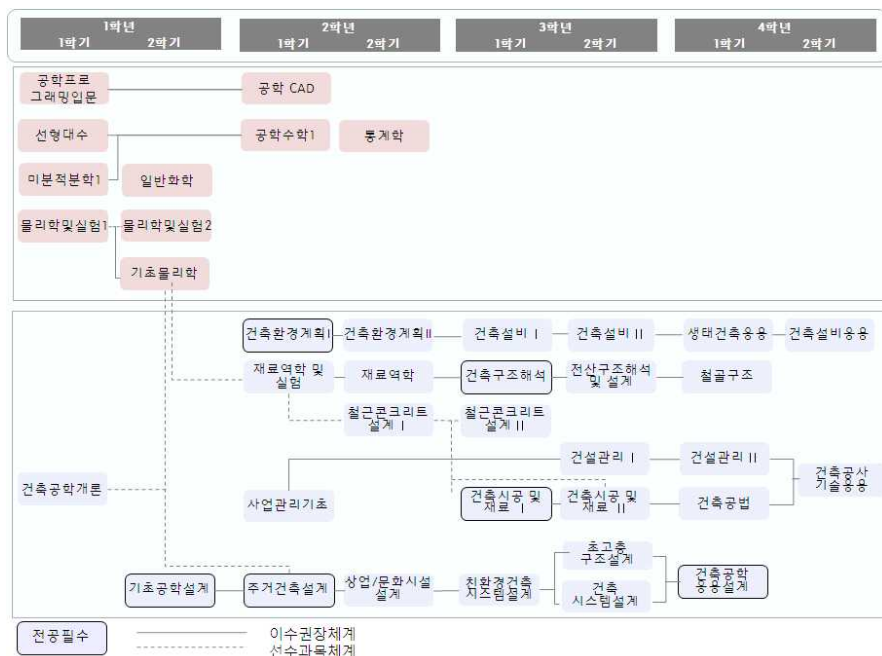 1학년 2학년 3학년 4학년
1학기 2학기 1학기 2학기 1학기 2학기 1학기 2학기
공학프로
그래밍입문
공학 CAD
선형대수
공학수학1
통계학
미분적분학1
일반화학
물리학및실험1
물리학및실험2
기초물리학
건축환경계획I
건축환경계획II
건축설비 I
건축설비 II
생태건축응용
건축설비응용
재료역학 및
실험
재료역학
건축구조해석
전산구조해석
및 설계
철골구조
철근콘크리트
설계 I
철근콘크리트
설계 II
건설관리 I
건설관리 II
건축공사
기술응용
건축공학개론
사업관리기초
건축시공 및
재료 I
건축시공 및
재료 II
건축공법
초고층
구조설계
기초공학설계
주거건축설계
상업/문화시설
설계
친환경건축
시스템설계
건축
시스템설계
건축공학
응용설계
전공필수
이수권장체계
선수과목체계